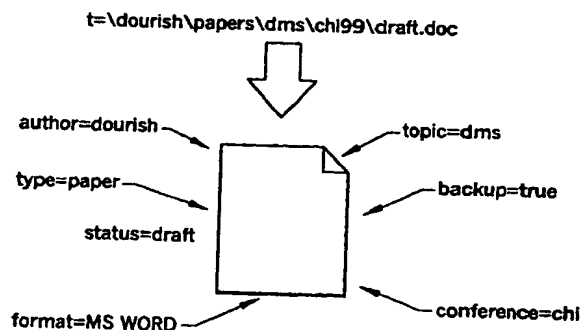 t=\dourish\papers\dms\chi99\draft.doc
author=dourish
topic=dms
type=paper
backup=true
status=draft
conference=chi
format=MS WORD